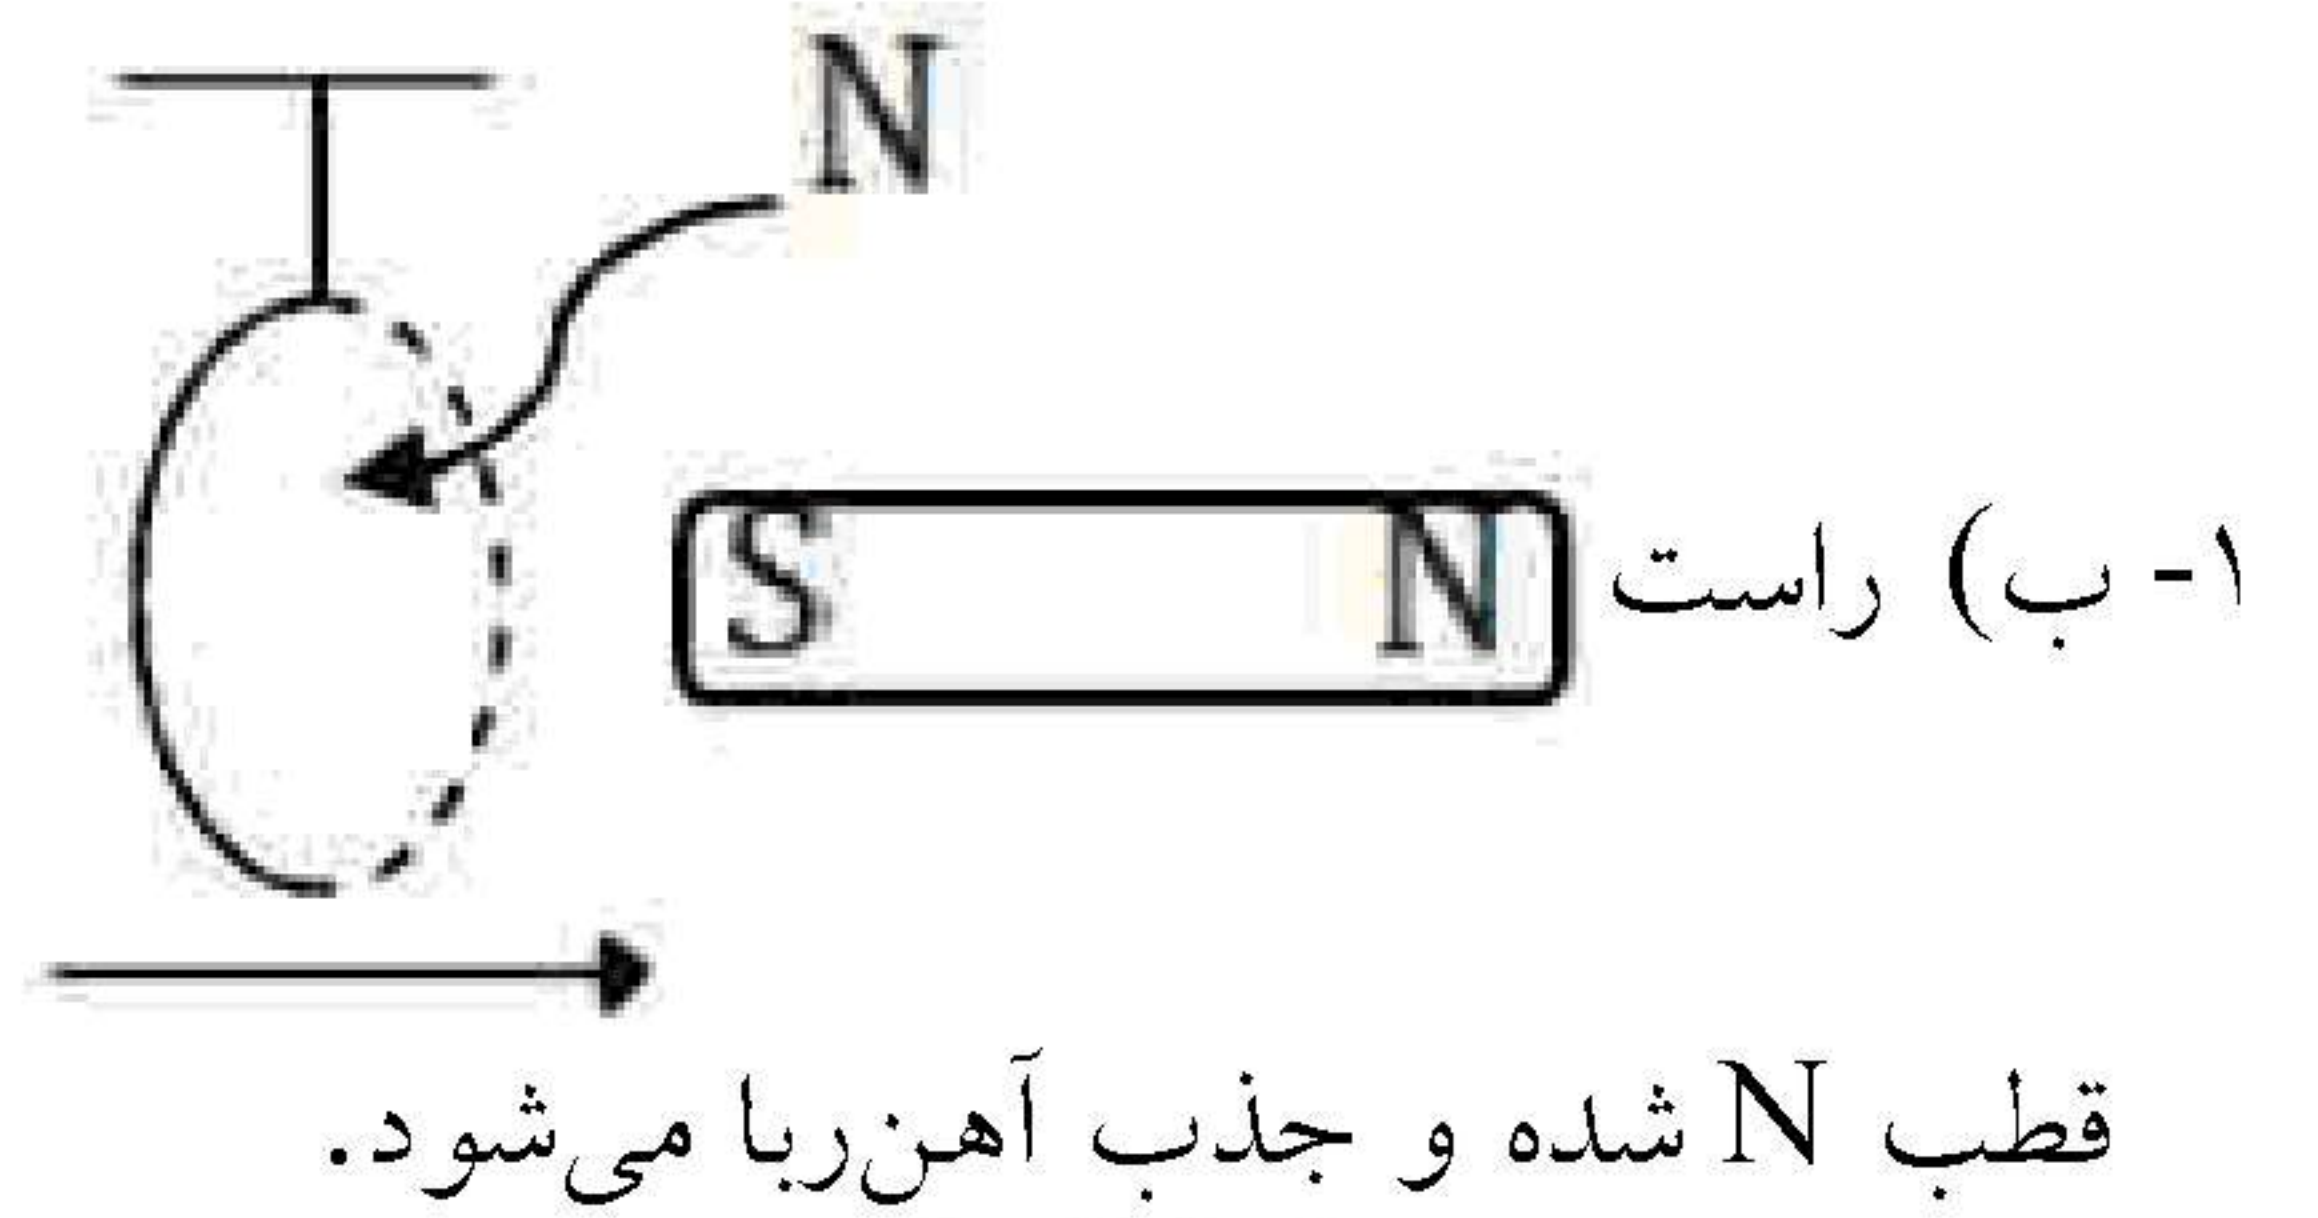 N
۱- ب) راست
S N
قطب N شده و جذب آهن‌ربا می‌شود.